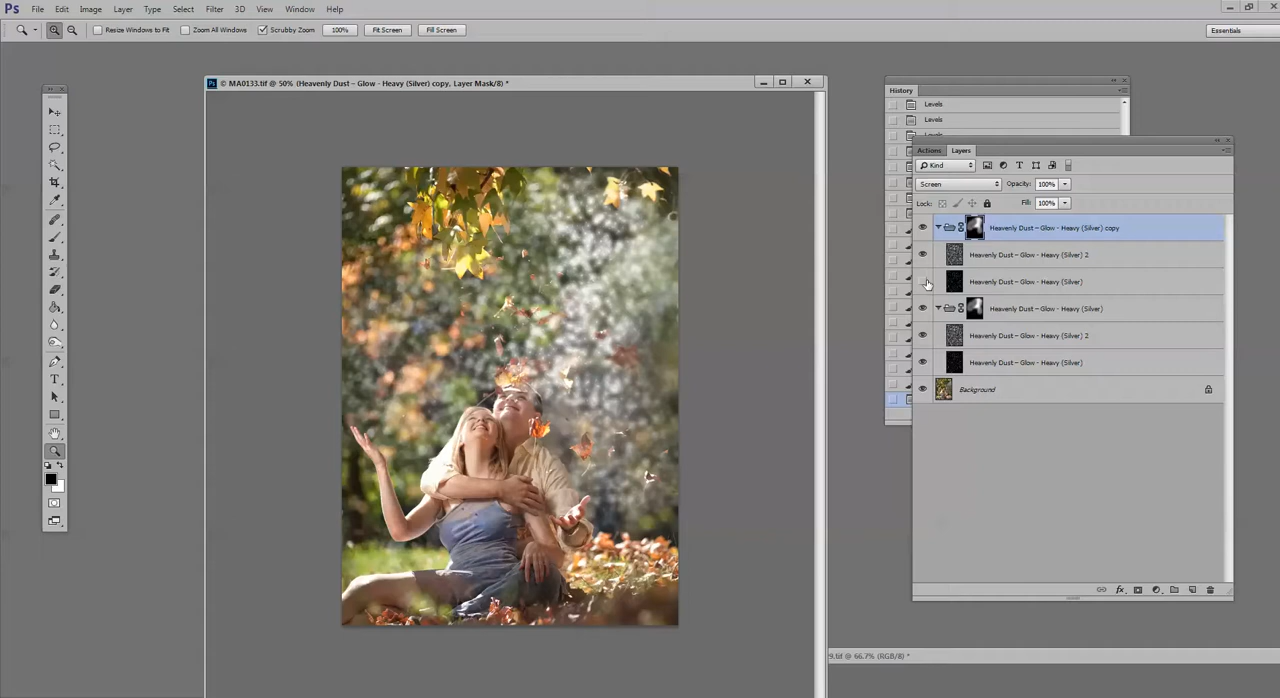 Ps File Edit Image Layer Type Select Filter 3D View Window Help
Resize Windows to Fit Zoom All Windows Scrubby Zoom 100% Fit Screen Fill Screen Essentials
Ps © MA0133.tif @ 50% (Heavenly Dust – Glow - Heavy (Silver) copy, Layer Mask/8) *
History
Levels
Levels
Actions Layers
Kind T
Screen Opacity: 100%
Lock: Fill: 100%
Heavenly Dust – Glow - Heavy (Silver) copy
Heavenly Dust – Glow - Heavy (Silver) 2
Heavenly Dust – Glow - Heavy (Silver)
Heavenly Dust – Glow - Heavy (Silver)
Heavenly Dust – Glow - Heavy (Silver) 2
Heavenly Dust – Glow - Heavy (Silver)
Background
T
fx
9.tif @ 66.7% (RGB/8) *